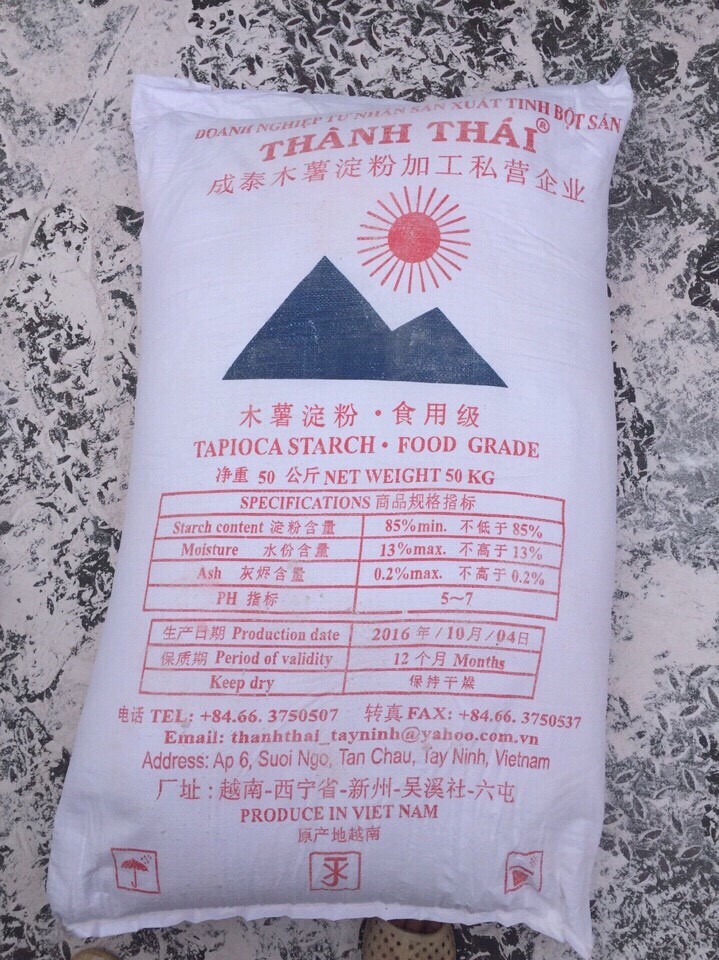 DOANH NGHIỆP TƯ NHÂN SẢN XUẤT TINH BỘT SẮN
THÀNH THÁI®
成泰木薯淀粉加工私营企业
木薯淀粉·食用级
TAPIOCA STARCH· FOOD GRADE
净重 50 公斤 NET WEIGHT 50 KG
SPECIFICATIONS 商品规格指标
Starch content 淀粉含量 85%min. 不低于85%
Moisture 水份含量 13%max. 不高于13%
Ash 灰烬含量 0.2%max. 不高于0.2%
PH 指标 5~7
生产日期 Production date 2016 年/10月/04日
保质期 Period of validity 12 个月 Months
Keep dry 保持干燥
电话 TEL: +84.66. 3750507 转真 FAX: +84.66. 3750537
Email: thanhthai_tayninh@yahoo.com.vn
Address: Ap 6, Suoi Ngo, Tan Chau, Tay Ninh, Vietnam
厂址:越南-西宁省-新州-吴溪社-六屯
PRODUCE IN VIET NAM
原产地越南